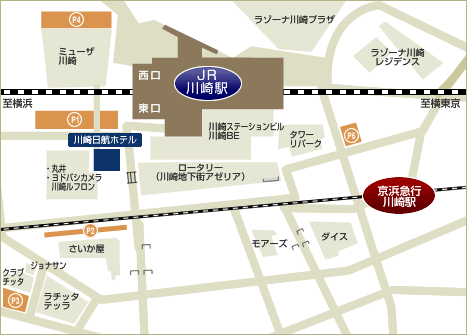 P4
ラゾーナ川崎プラザ
ミューザ
川崎
ラゾーナ川崎
レジデンス
西口
JR
川崎駅
東口
至横浜
至横東京
P1
川崎日航ホテル
川崎ステーションビル
川崎BE
タワー
リパーク
P5
・丸井
・ヨドバシカメラ
川崎ルフロン
ロータリー
(川崎地下街アゼリア)
京浜急行
川崎駅
P2
さいか屋
モアーズ
ダイス
クラブ
チッタ
ジョナサン
P3
ラチッタ
デッラ